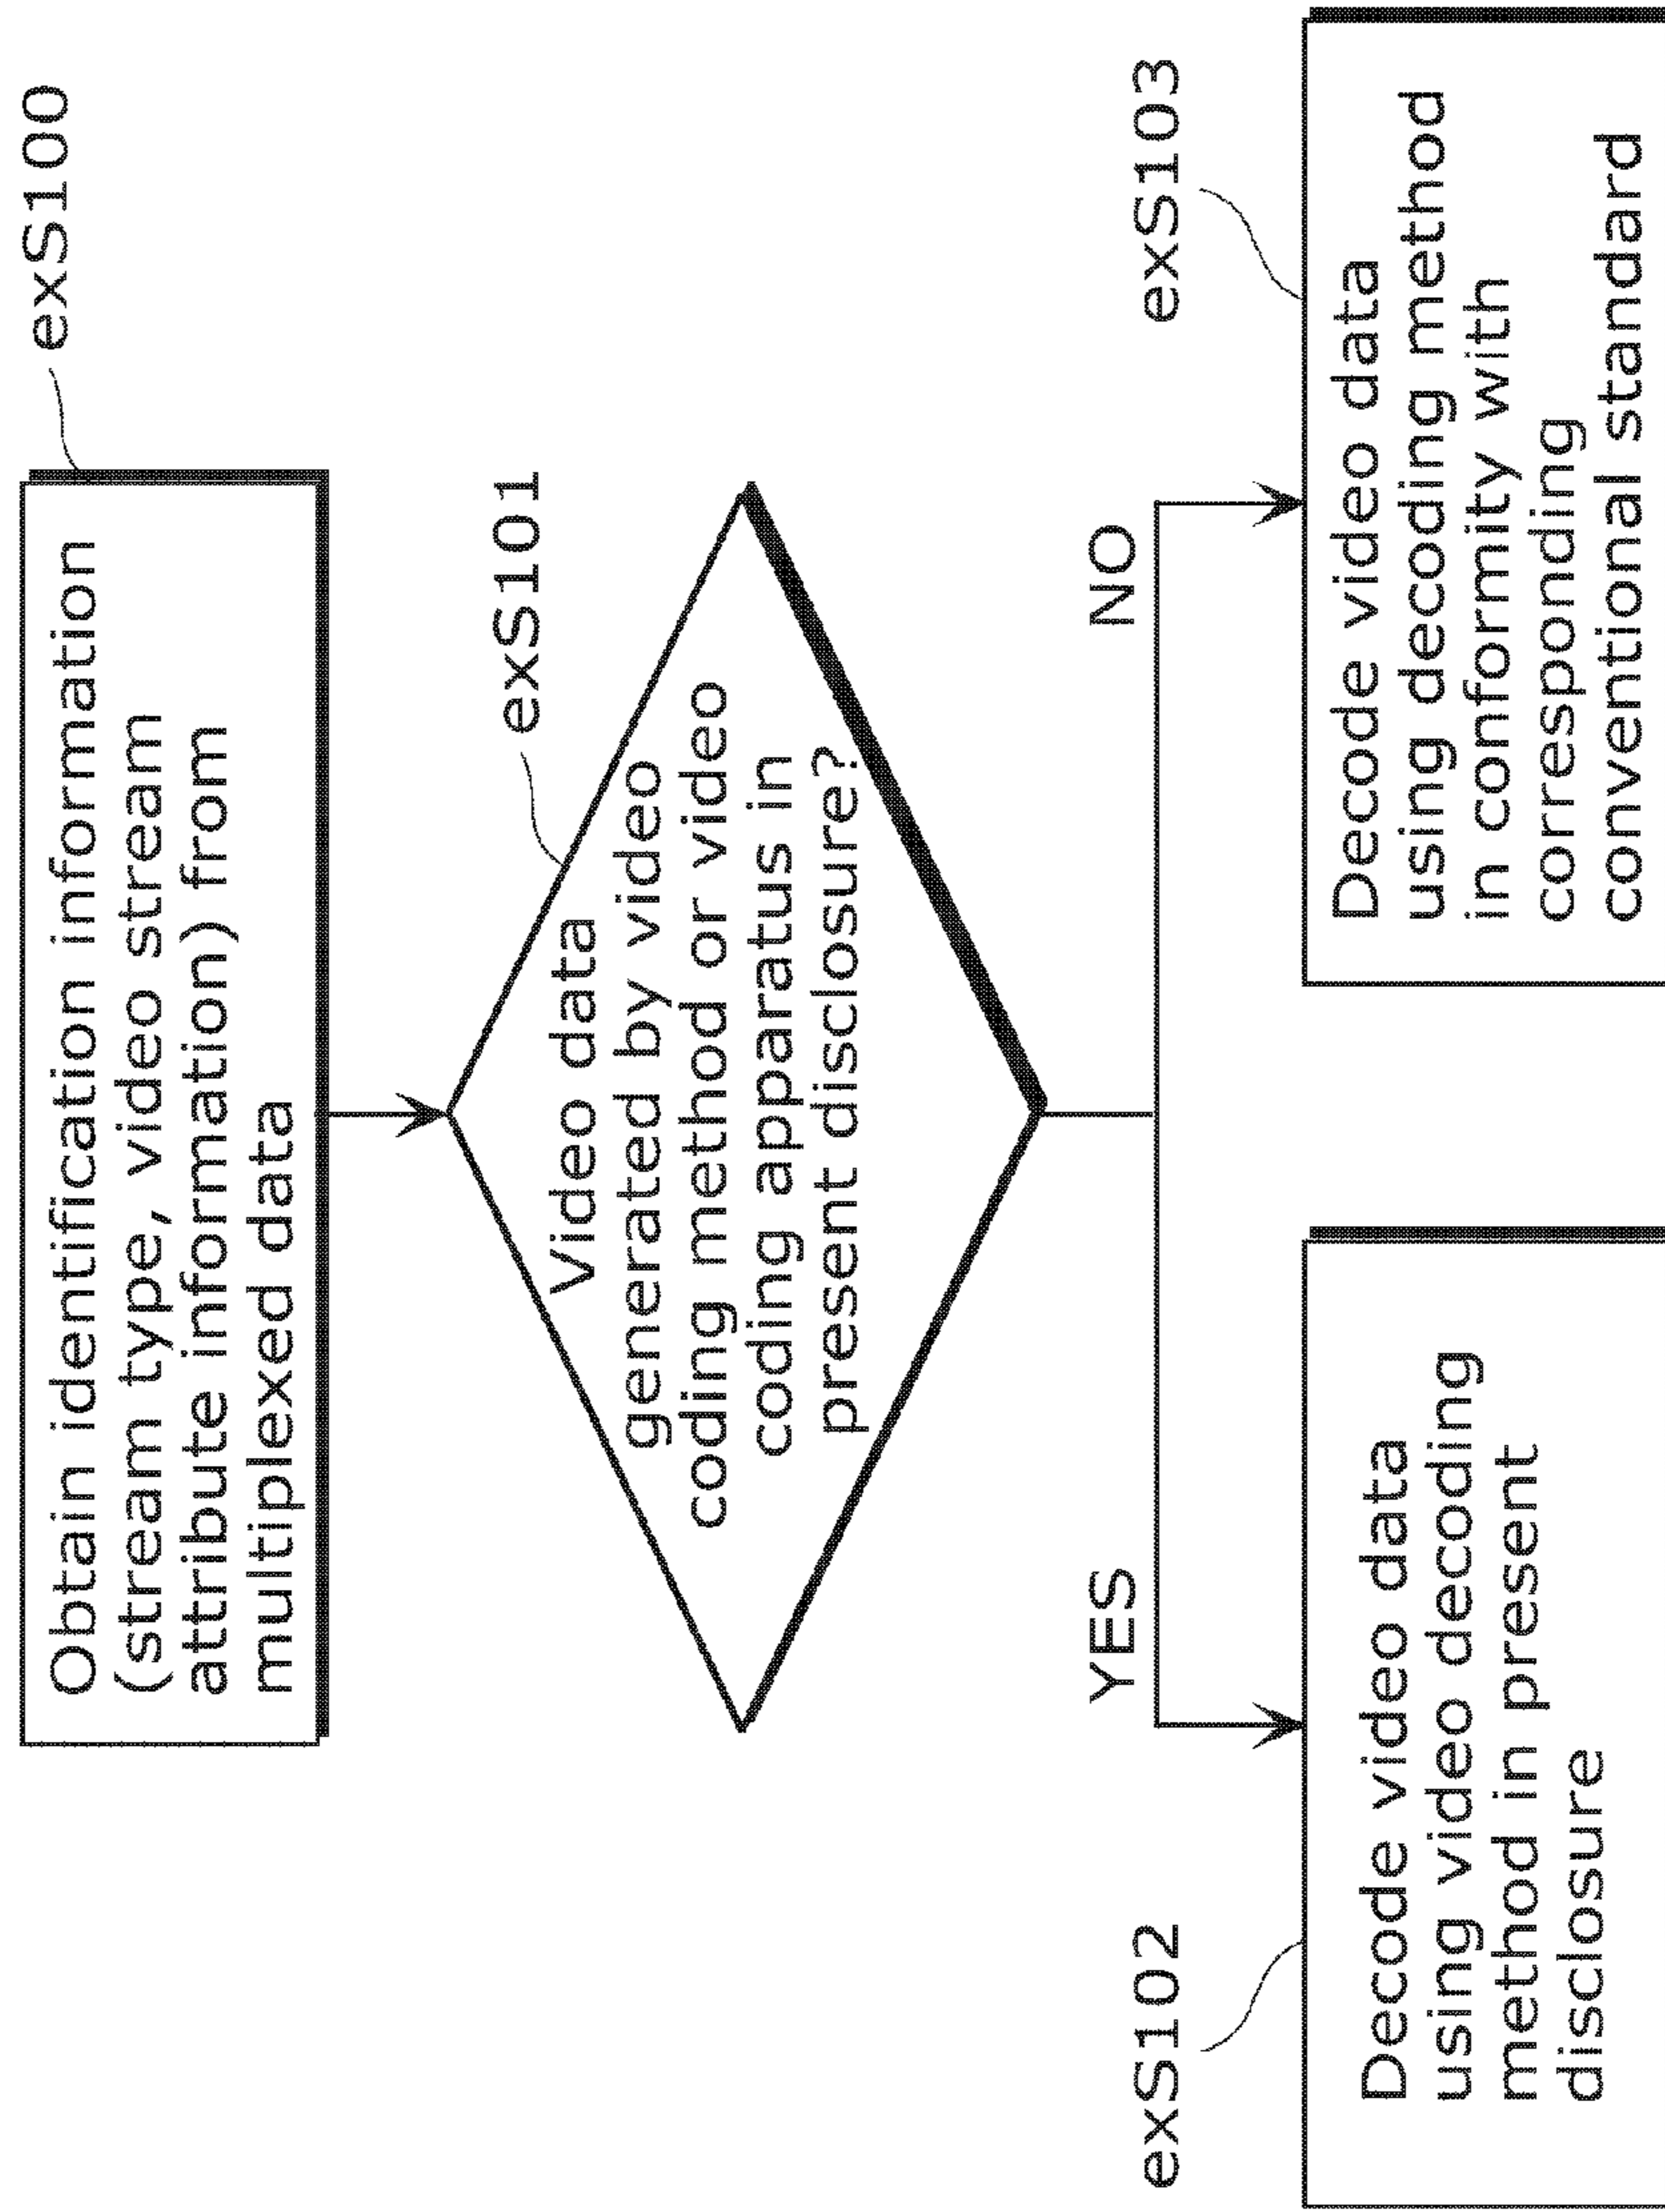 exS100
Obtain identification information
(stream type, video stream
attribute information) from
multiplexed data
exS101
Video data
generated by video
coding method or video
coding apparatus in
present disclosure?
YES
NO
exS102
Decode video data
using video decoding
method in present
disclosure
exS103
Decode video data
using decoding method
in conformity with
corresponding
conventional standard